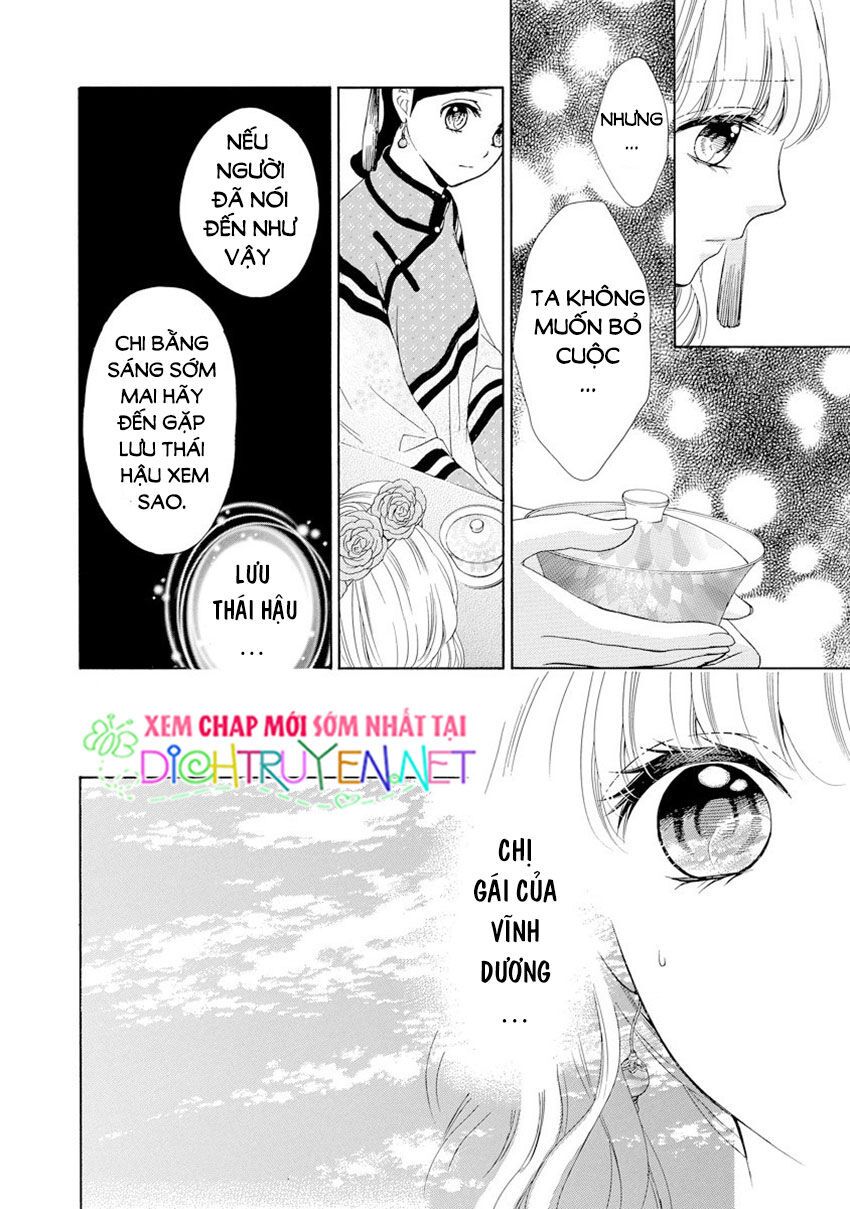 NHƯNG
...
TA KHÔNG
MUỐN BỎ
CUỘC
...
NẾU
NGƯỜI
ĐÃ NÓI
ĐẾN NHƯ
VẬY
CHI BẰNG
SÁNG SỚM
MAI HÃY
ĐẾN GẶP
LƯU THÁI
HẬU XEM
SAO.
LƯU
THÁI HẬU
...
XEM CHAP MỚI SỚM NHẤT TẠI
DICHTRUYEN.NET
CHỊ
GÁI CỦA
VĨNH
DƯƠNG
...